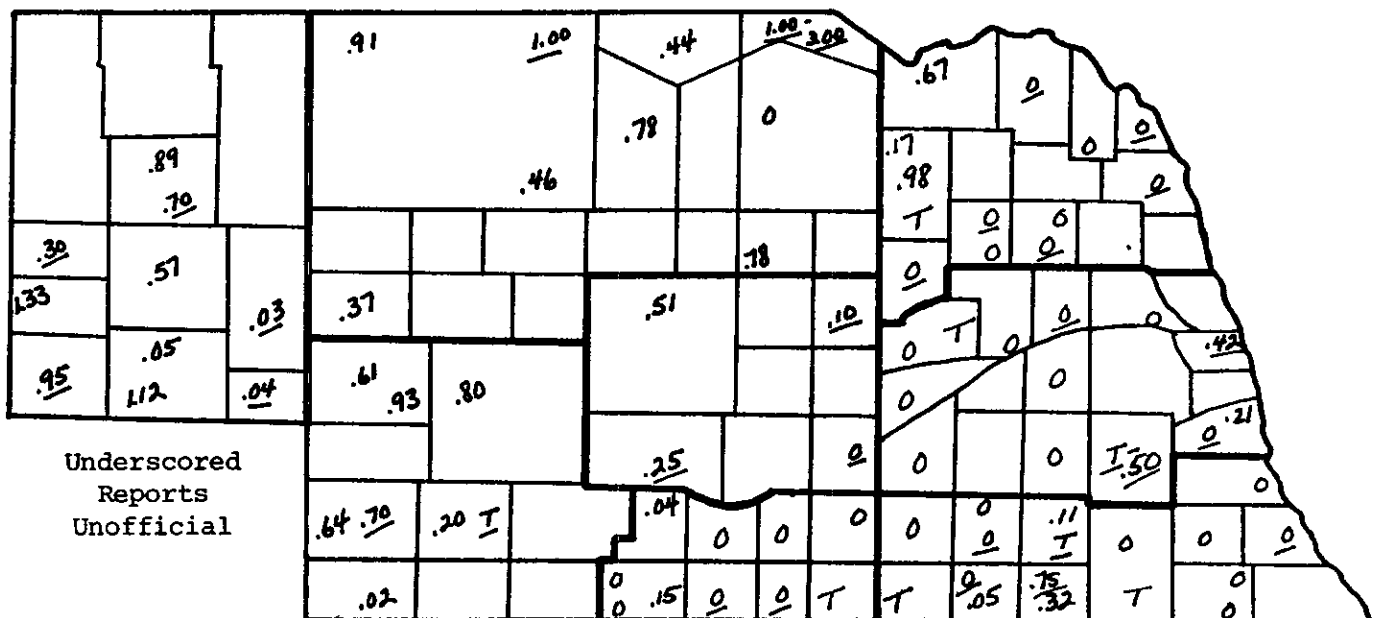 .91 1.00 .44 1.00-
3.00
.67 0
.78 0 0
0
.89 .17
.98
.70 .46 T 0
0 0
.30 .57 .18 0 0
0
1.33 .03 .37 .51 .10 0 T 0 0 0
.42
.95 .05 .61 0
1.12 .04 .93 .80 0
.21
Underscored .25 0 0 0 T-.50 0
Reports 0
Unofficial .64 .70 .20 T .04 0 0 0 0 0 .11
0 T 0 0 0
.02 0
0 .15 0 0 T T 0
.05 .75
.32 T 0
0